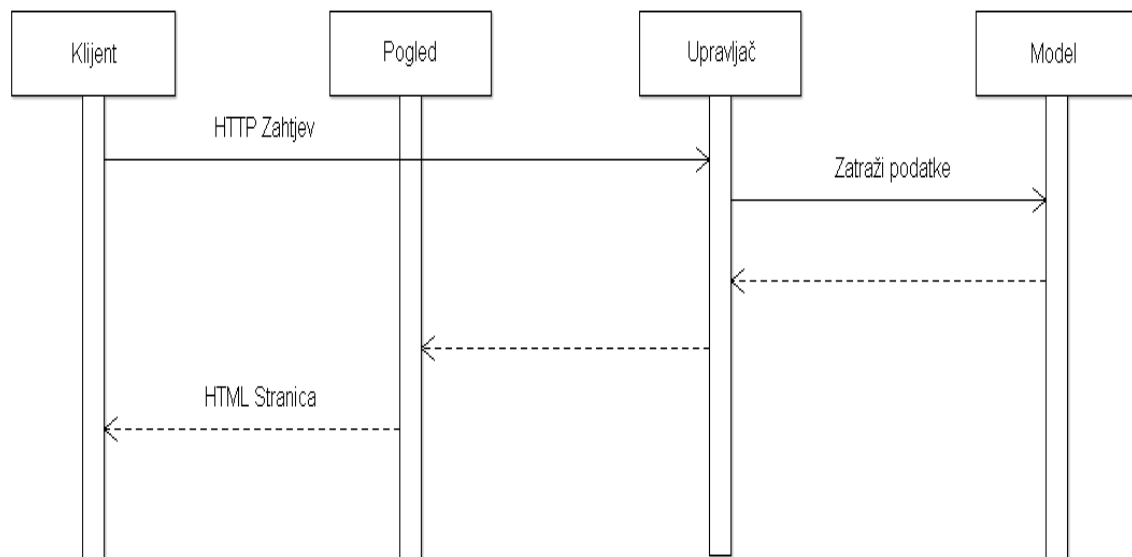 Klijent
Pogled
Upravljač
Model
HTTP Zahtjev
Zatraži podatke
HTML Stranica